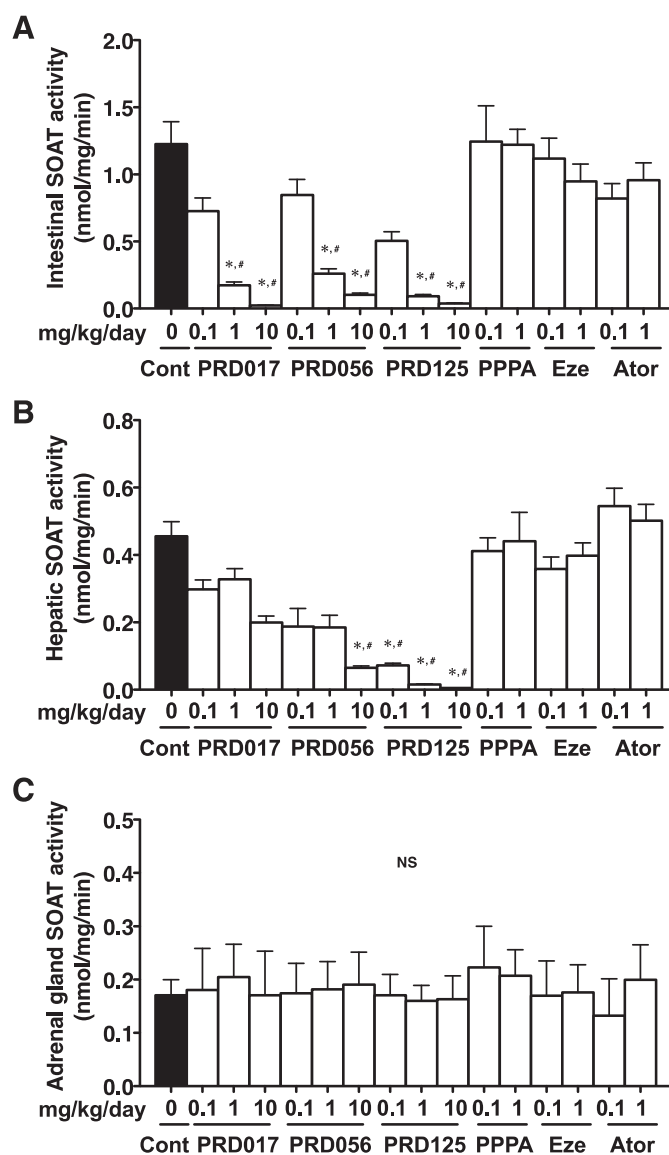 A
Intestinal SOAT activity
(nmol/mg/min)
2.0
1.5
1.0
0.5
0.0
*,# *,# *,# *,# *,# *,#
mg/kg/day 0 0.1 1 10 0.1 1 10 0.1 1 10 0.1 1 0.1 1 0.1 1
Cont PRD017 PRD056 PRD125 PPPA Eze Ator
B
Hepatic SOAT activity
(nmol/mg/min)
0.8
0.6
0.4
0.2
0.0
*,# *,# *,# *,#
mg/kg/day 0 0.1 1 10 0.1 1 10 0.1 1 10 0.1 1 0.1 1 0.1 1
Cont PRD017 PRD056 PRD125 PPPA Eze Ator
C
Adrenal gland SOAT activity
(nmol/mg/min)
0.5
0.4
0.3
0.2
0.1
0.0
NS
mg/kg/day 0 0.1 1 10 0.1 1 10 0.1 1 10 0.1 1 0.1 1 0.1 1
Cont PRD017 PRD056 PRD125 PPPA Eze Ator